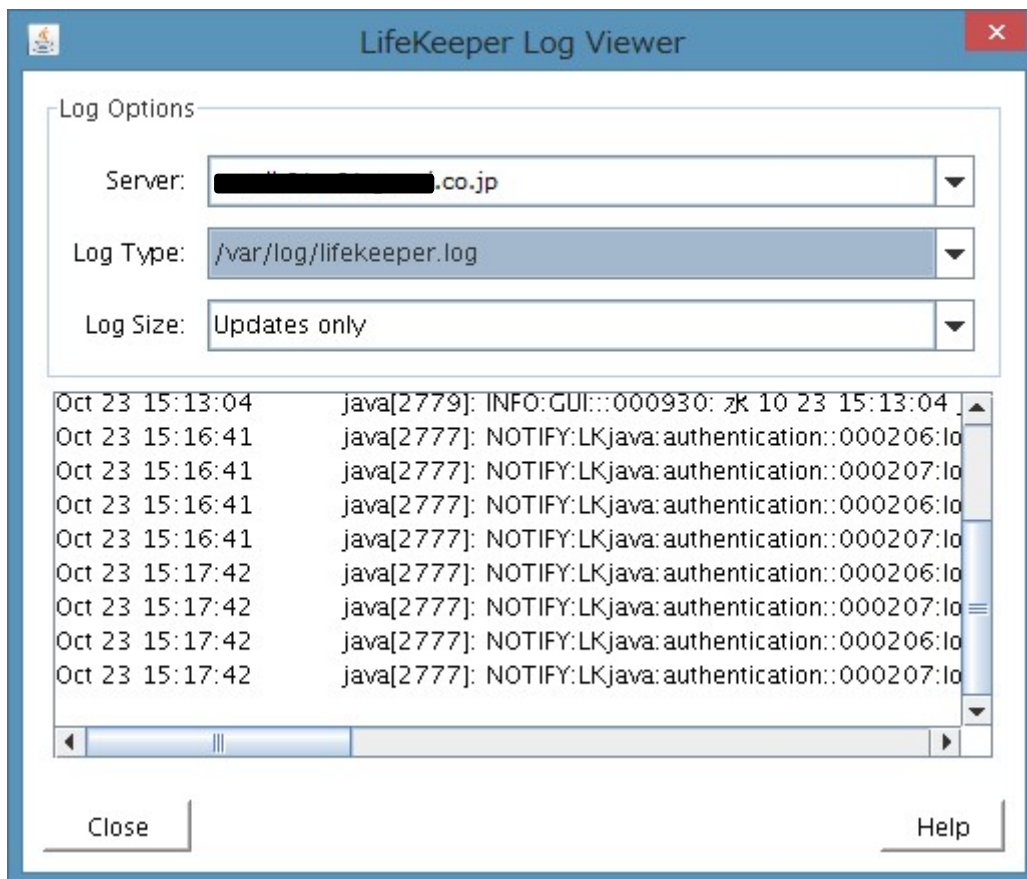 LifeKeeper Log Viewer
Log Options
Server: .co.jp
Log Type: /var/log/lifekeeper.log
Log Size: Updates only
Oct 23 15:13:04 java[2779]: INFO:GUI:::000930: 水 10 23 15:13:04
Oct 23 15:16:41 java[2777]: NOTIFY:LKjava:authentication::000206:lo
Oct 23 15:16:41 java[2777]: NOTIFY:LKjava:authentication::000207:lo
Oct 23 15:16:41 java[2777]: NOTIFY:LKjava:authentication::000206:lo
Oct 23 15:16:41 java[2777]: NOTIFY:LKjava:authentication::000207:lo
Oct 23 15:17:42 java[2777]: NOTIFY:LKjava:authentication::000206:lo
Oct 23 15:17:42 java[2777]: NOTIFY:LKjava:authentication::000207:lo
Oct 23 15:17:42 java[2777]: NOTIFY:LKjava:authentication::000206:lo
Oct 23 15:17:42 java[2777]: NOTIFY:LKjava:authentication::000207:lo
Close
Help